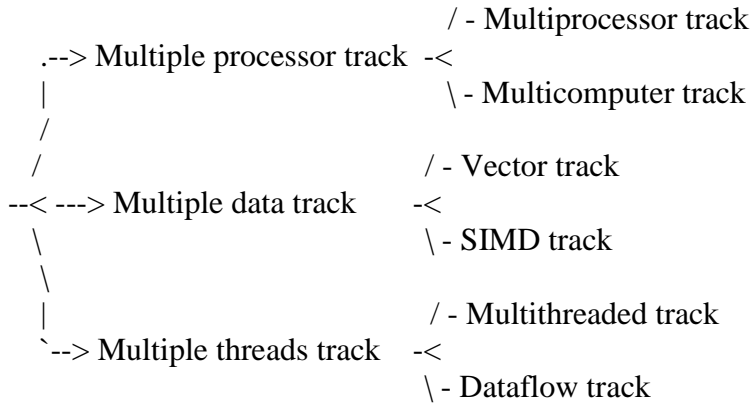 / - Multiprocessor track
.--> Multiple processor track -<
| \ - Multicomputer track
/
/ / - Vector track
--< ---> Multiple data track -<
\ \ - SIMD track
\
| / - Multithreaded track
`--> Multiple threads track -<
\ - Dataflow track